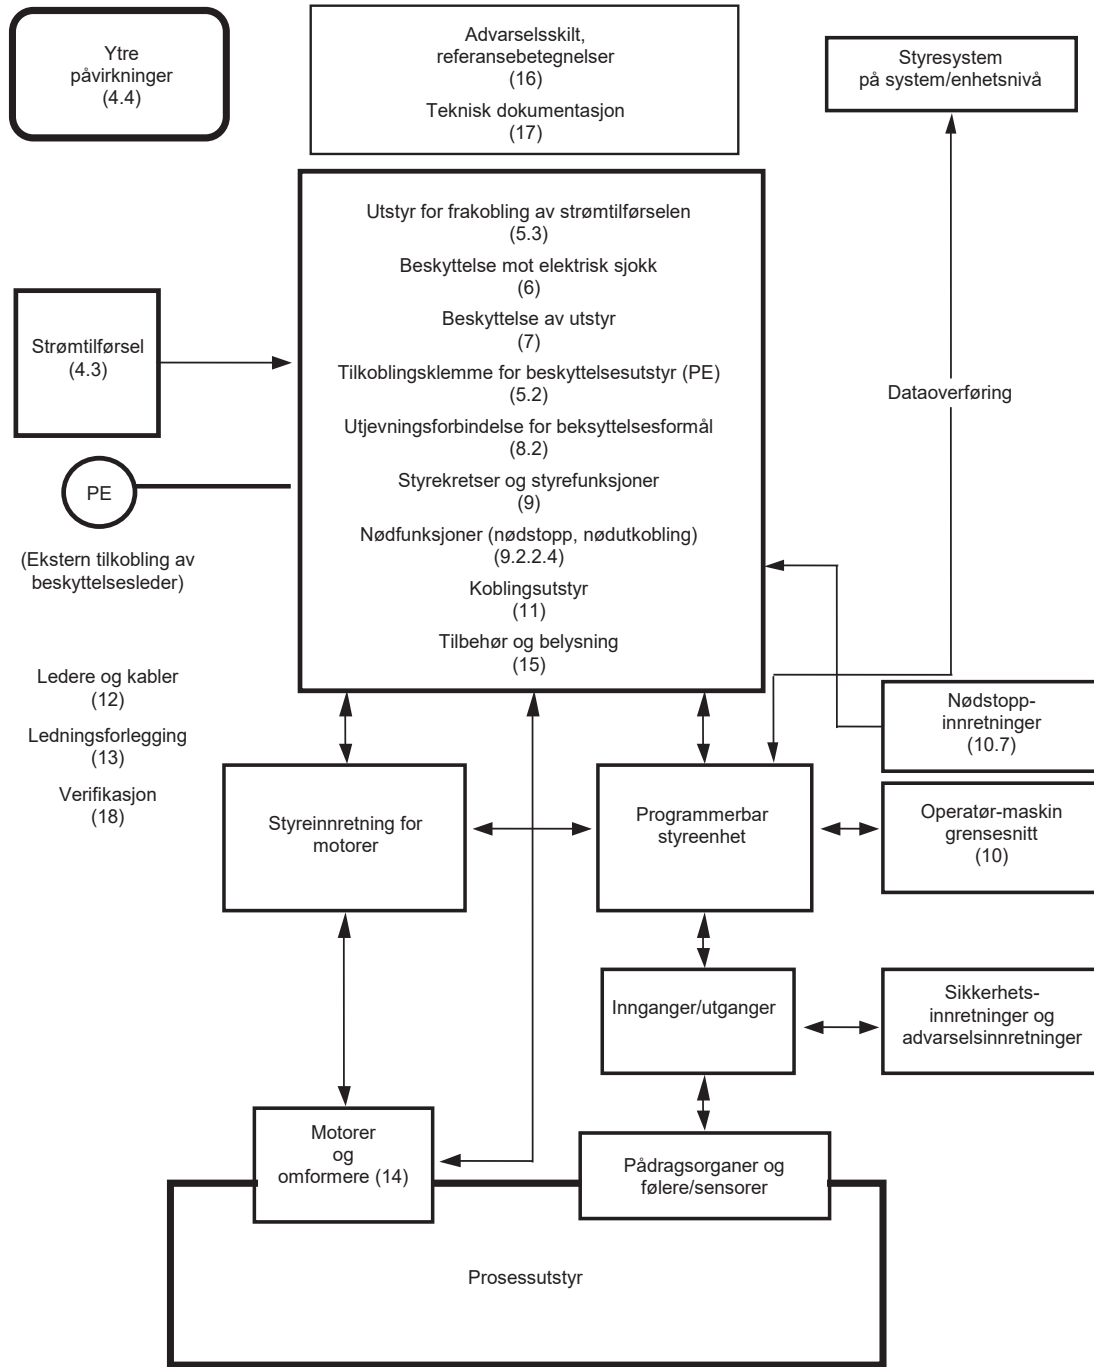 Ytre
påvirkninger
(4.4)
Advarselsskilt,
referansebetegnelser
(16)
Teknisk dokumentasjon
(17)
Styresystem
på system/enhetsnivå
Utstyr for frakobling av strømtilførselen
(5.3)
Beskyttelse mot elektrisk sjokk
(6)
Beskyttelse av utstyr
(7)
Tilkoblingsklemme for beskyttelsesutstyr (PE)
(5.2)
Utjevningsforbindelse for beksyttelsesformål
(8.2)
Styrekretser og styrefunksjoner
(9)
Nødfunksjoner (nødstopp, nødutkobling)
(9.2.2.4)
Koblingsutstyr
(11)
Tilbehør og belysning
(15)
Strømtilførsel
(4.3)
Dataoverføring
PE
(Ekstern tilkobling av
beskyttelsesleder)
Ledere og kabler
(12)
Ledningsforlegging
(13)
Verifikasjon
(18)
Nødstopp-
innretninger
(10.7)
Styreinnretning for
motorer
Programmerbar
styreenhet
Operatør-maskin
grensesnitt
(10)
Innganger/utganger
Sikkerhets-
innretninger og
advarselsinnretninger
Motorer
og
omformere (14)
Pådragsorganer og
følere/sensorer
Prosessutstyr